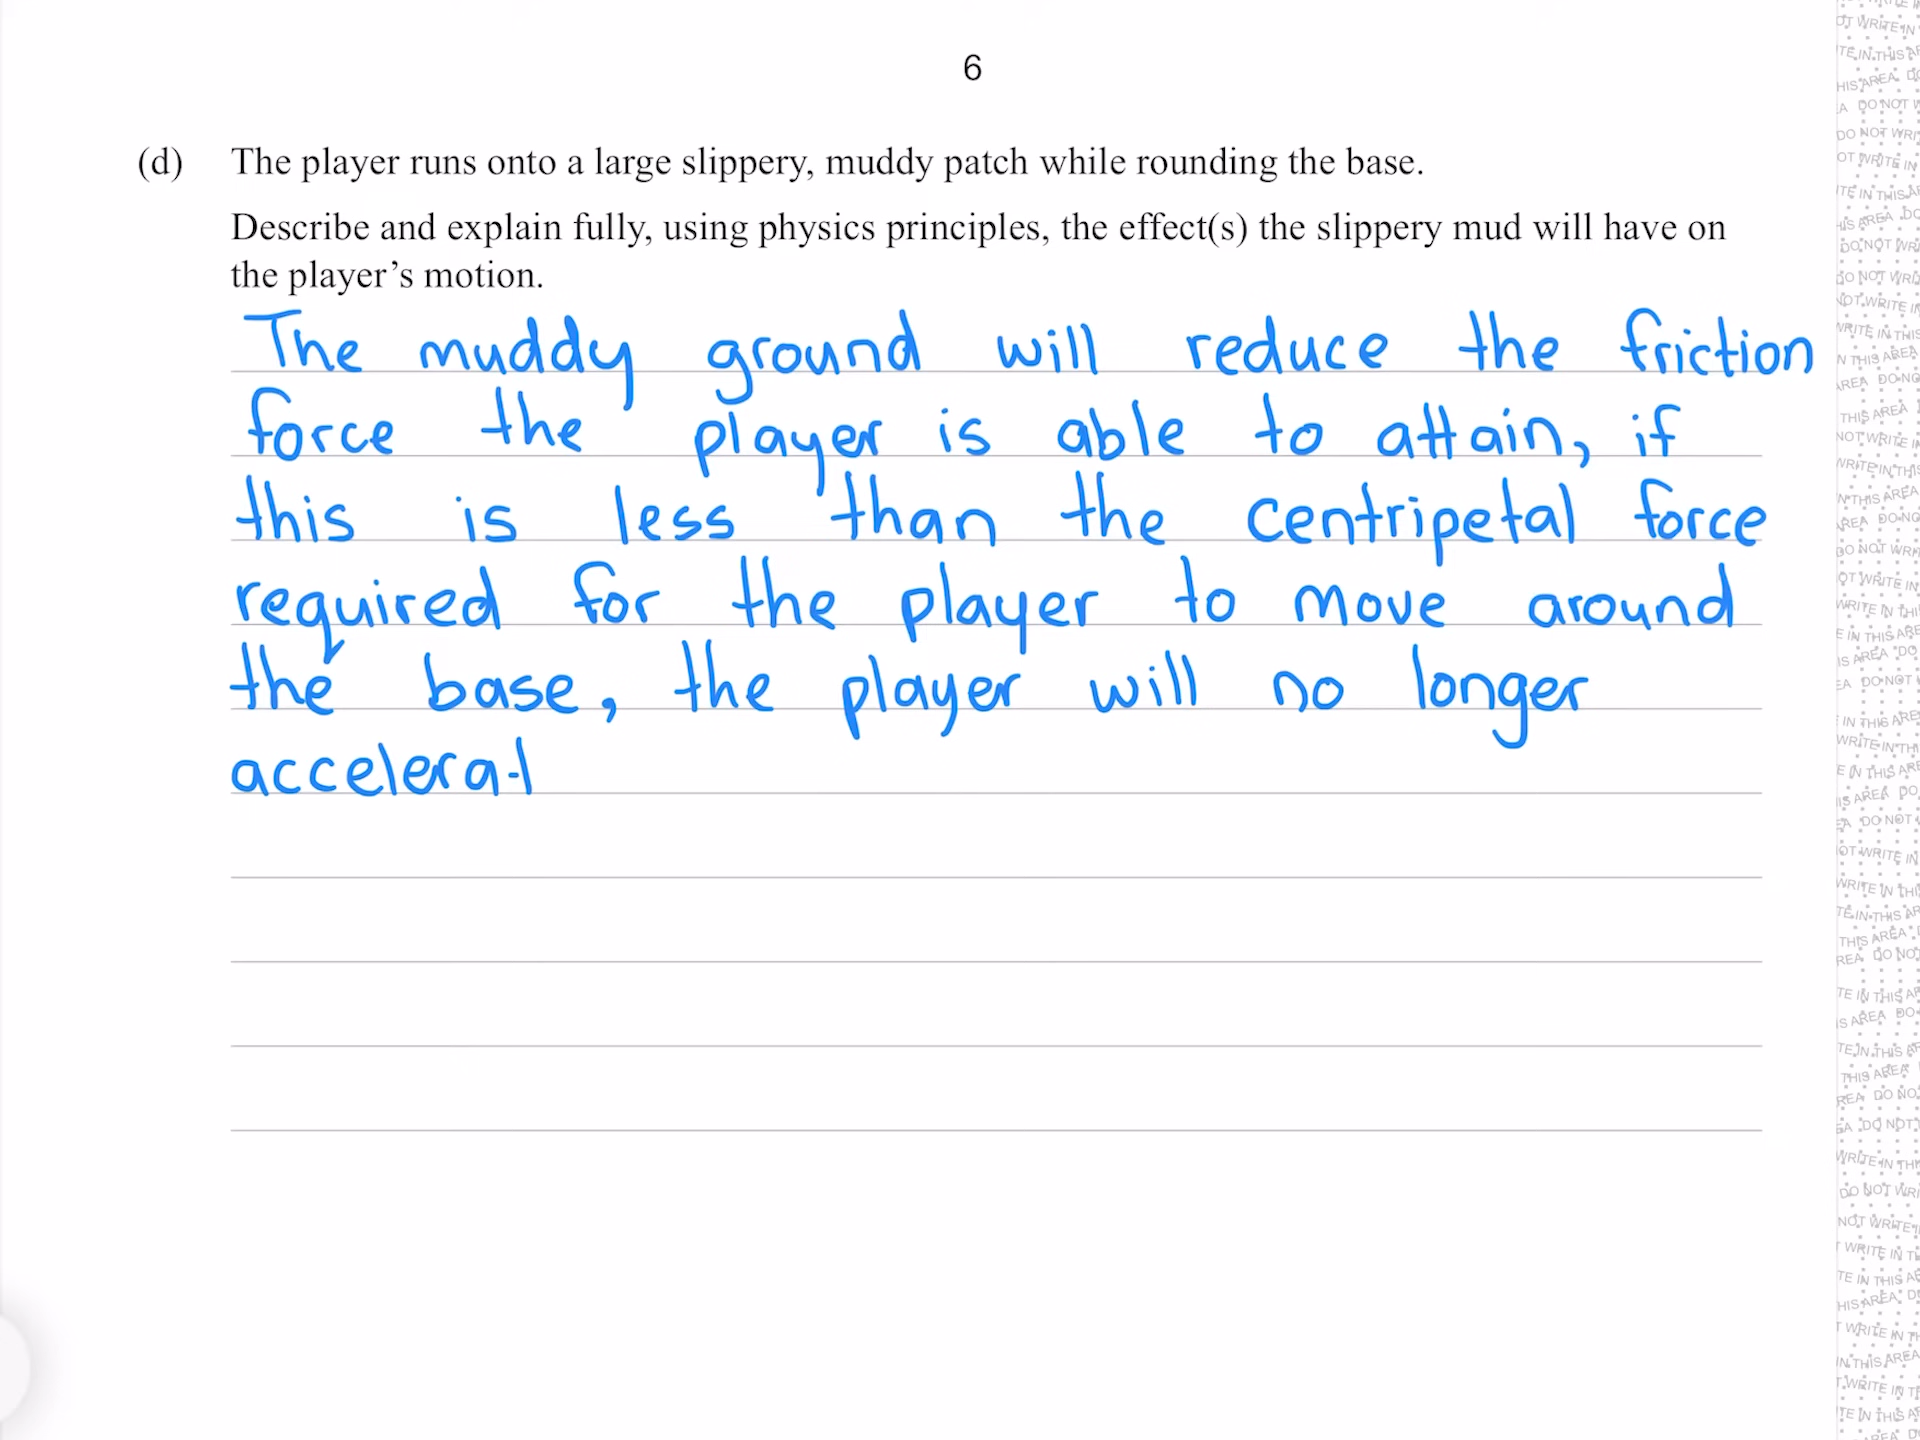 6
(d) The player runs onto a large slippery, muddy patch while rounding the base.
Describe and explain fully, using physics principles, the effect(s) the slippery mud will have on
the player’s motion.
The muddy ground will reduce the friction
force the player is able to attain, if
this is less than the centripetal force
required for the player to move around
the base, the player will no longer
accelerat